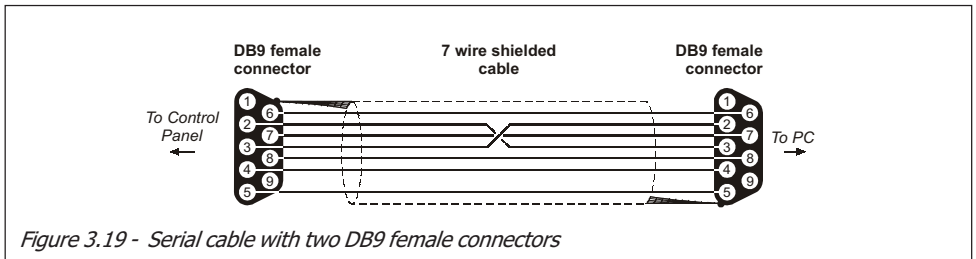 DB9 female
connector
7 wire shielded
cable
DB9 female
connector
To Control
Panel
1
6
2
7
3
8
4
9
5
1
6
2
7
3
8
4
9
5
To PC
Figure 3.19 - Serial cable with two DB9 female connectors